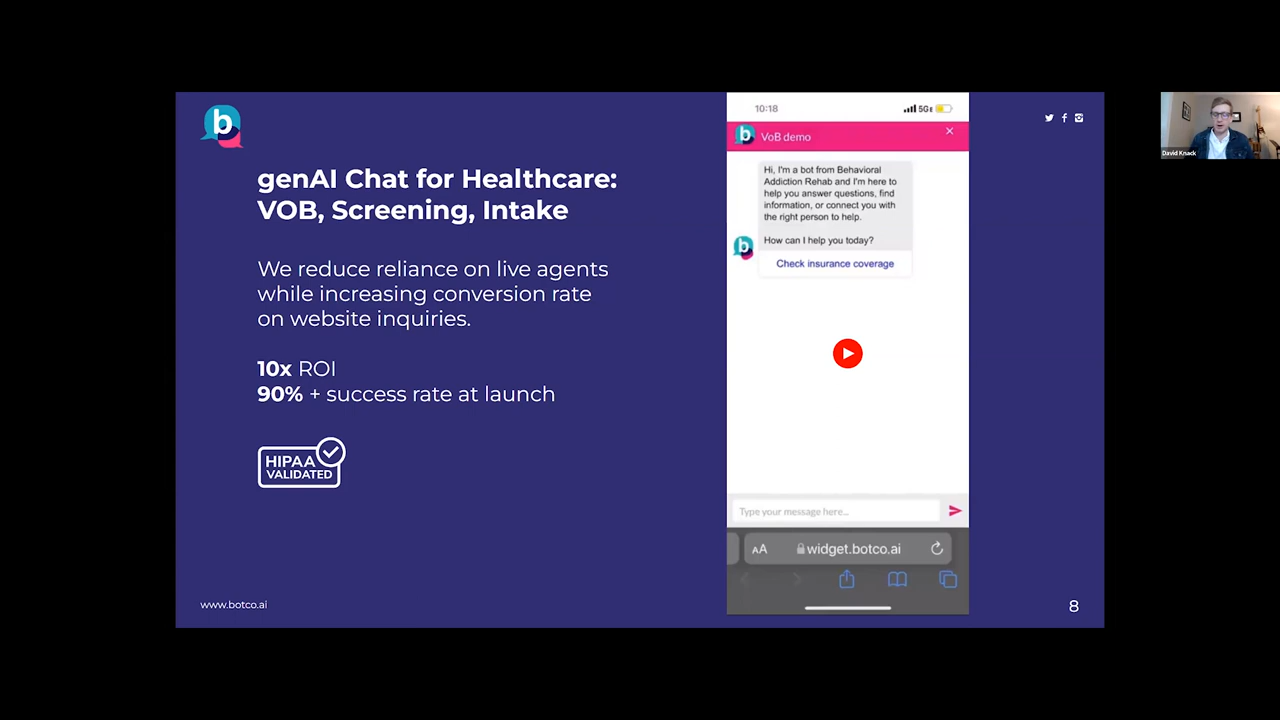 b
genAI Chat for Healthcare:
VOB, Screening, Intake
We reduce reliance on live agents
while increasing conversion rate
on website inquiries.
10x ROI
90% + success rate at launch
HIPAA
VALIDATED
www.botco.ai
10:18
5GE
b
VoB demo
Hi, I'm a bot from Behavioral
Addiction Rehab and I'm here to
help you answer questions, find
information, or connect you with
the right person to help.
How can I help you today?
b
Check insurance coverage
Type your message here...
AA
widget.botco.ai
8
David Knack